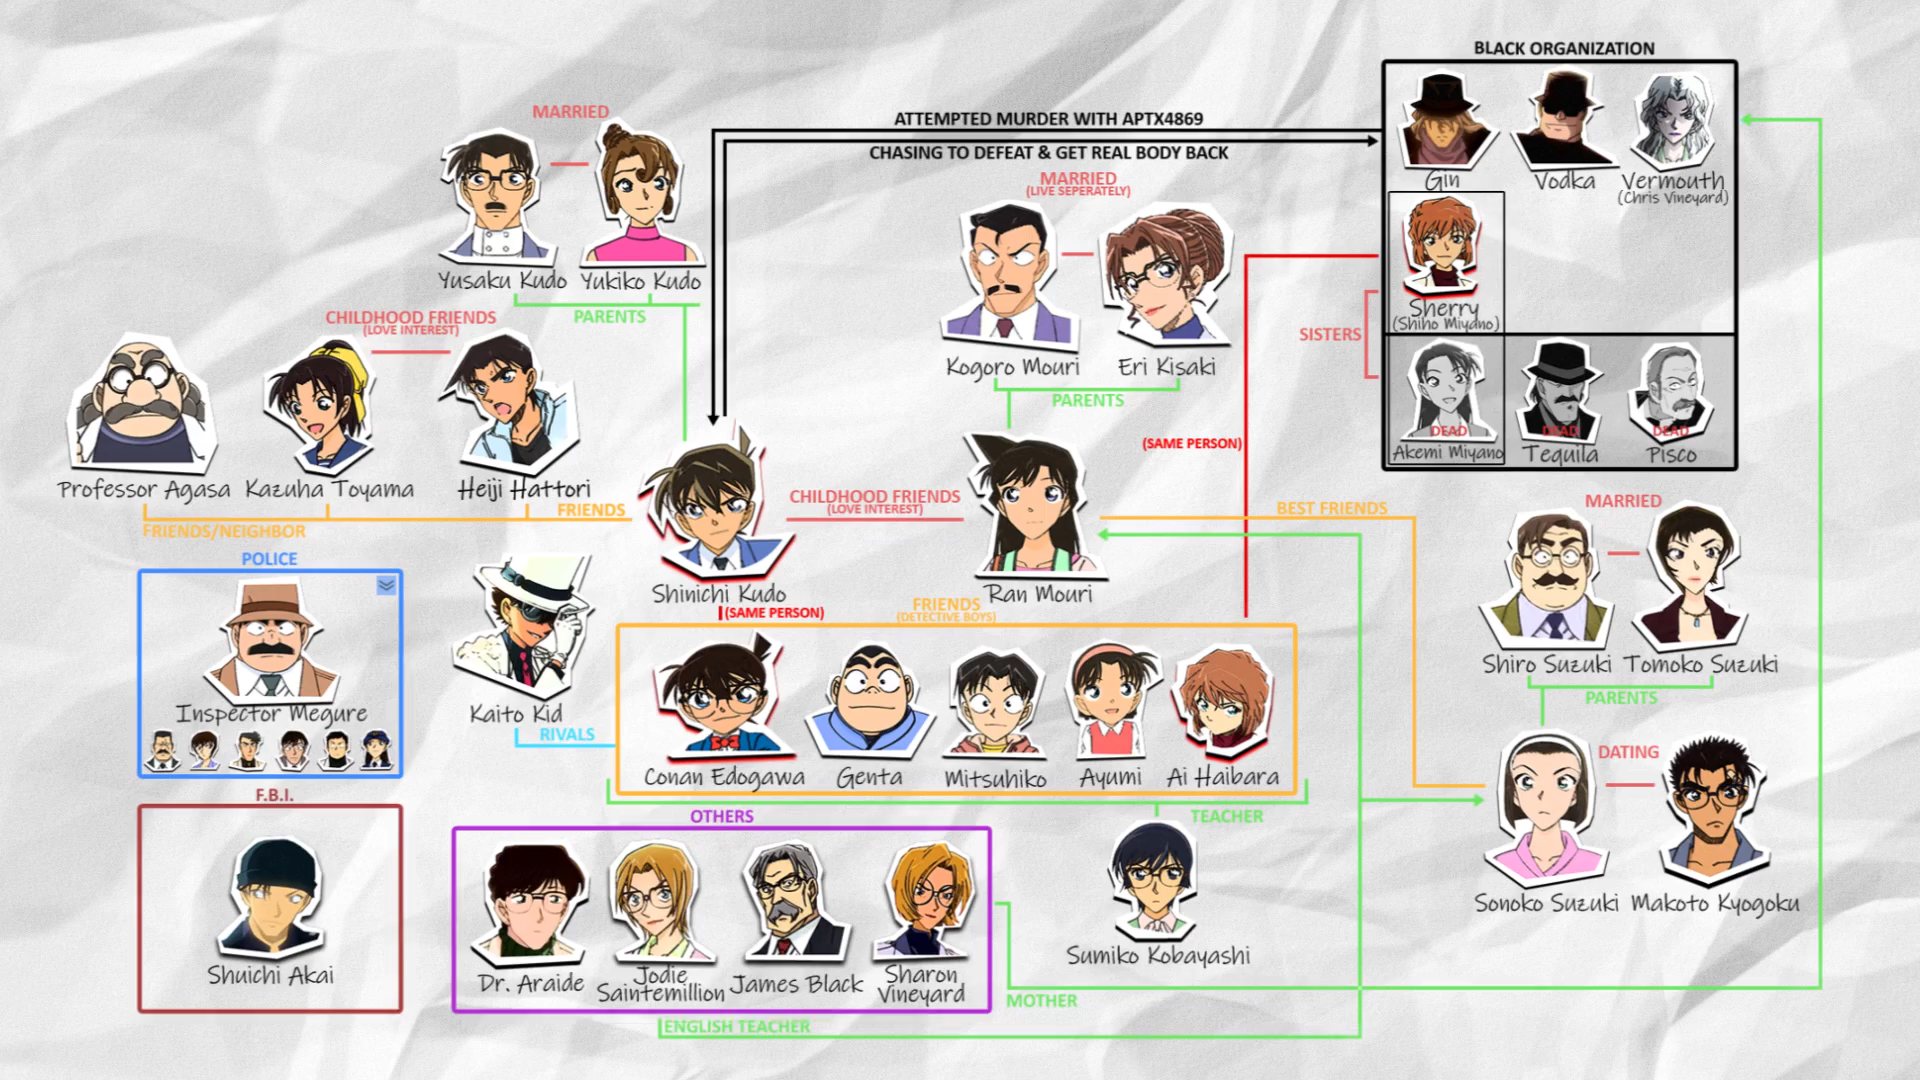 BLACK ORGANIZATION
MARRIED
ATTEMPTED MURDER WITH APTX4869
CHASING TO DEFEAT & GET REAL BODY BACK
MARRIED
(LIVE SEPERATELY)
Gin
Vodka
Vermouth
(Chris Vineyard)
Yusaku Kudo
Yukiko Kudo
PARENTS
Sherry
(Shiho Miyano)
SISTERS
CHILDHOOD FRIENDS
(LOVE INTEREST)
Kogoro Mouri
Eri Kisaki
PARENTS
DEAD
DEAD
DEAD
Akemi Miyano
Tequila
Pisco
(SAME PERSON)
Professor Agasa
Kazuha Toyama
Heiji Hattori
FRIENDS
FRIENDS/NEIGHBOR
CHILDHOOD FRIENDS
(LOVE INTEREST)
BEST FRIENDS
MARRIED
POLICE
Shinichi Kudo
Ran Mouri
(SAME PERSON)
FRIENDS
(DETECTIVE BOYS)
Shiro Suzuki
Tomoko Suzuki
PARENTS
Inspector Megure
Kaito Kid
RIVALS
Conan Edogawa
Genta
Mitsuhiko
Ayumi
Ai Haibara
DATING
F.B.I.
OTHERS
TEACHER
Sonoko Suzuki
Makoto Kyogoku
Shuichi Akai
Dr. Araide
Jodie
Saintemillion
James Black
Sharon
Vineyard
Sumiko Kobayashi
MOTHER
ENGLISH TEACHER